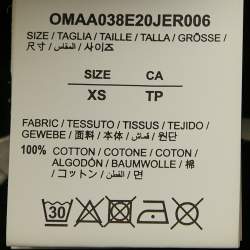 OMAA038E20JER006
SIZE / TAGLIA / TAILLE / TALLA / GRÖSSE /
尺寸 / المقاس / 사이즈
SIZE CA
XS TP
FABRIC / TESSUTO / TISSUS / TEJIDO /
GEWEBE / 面料 / 本体 / قماش / 원단
100% COTTON / COTONE / COTON /
ALGODÓN / BAUMWOLLE / 棉
/ コットン / قطن / 면
30